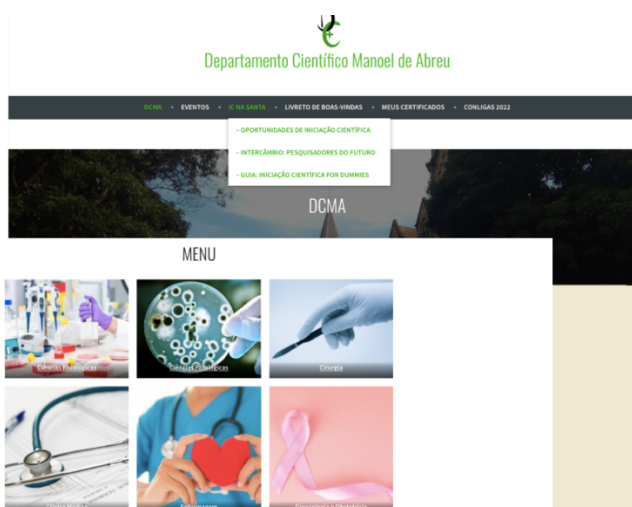 Departamento Científico Manoel de Abreu
DCMA • EVENTOS • IC NA SANTA • LIVRETO DE BOAS-VINDAS • MEUS CERTIFICADOS • CONLIGAS 2022
– OPORTUNIDADES DE INICIAÇÃO CIENTÍFICA
– INTERCÂMBIO: PESQUISADORES DO FUTURO
– GUIA: INICIAÇÃO CIENTÍFICA FOR DUMMIES
DCMA
MENU
Ciências Fisiológicas
Ciências Patológicas
Cirurgia